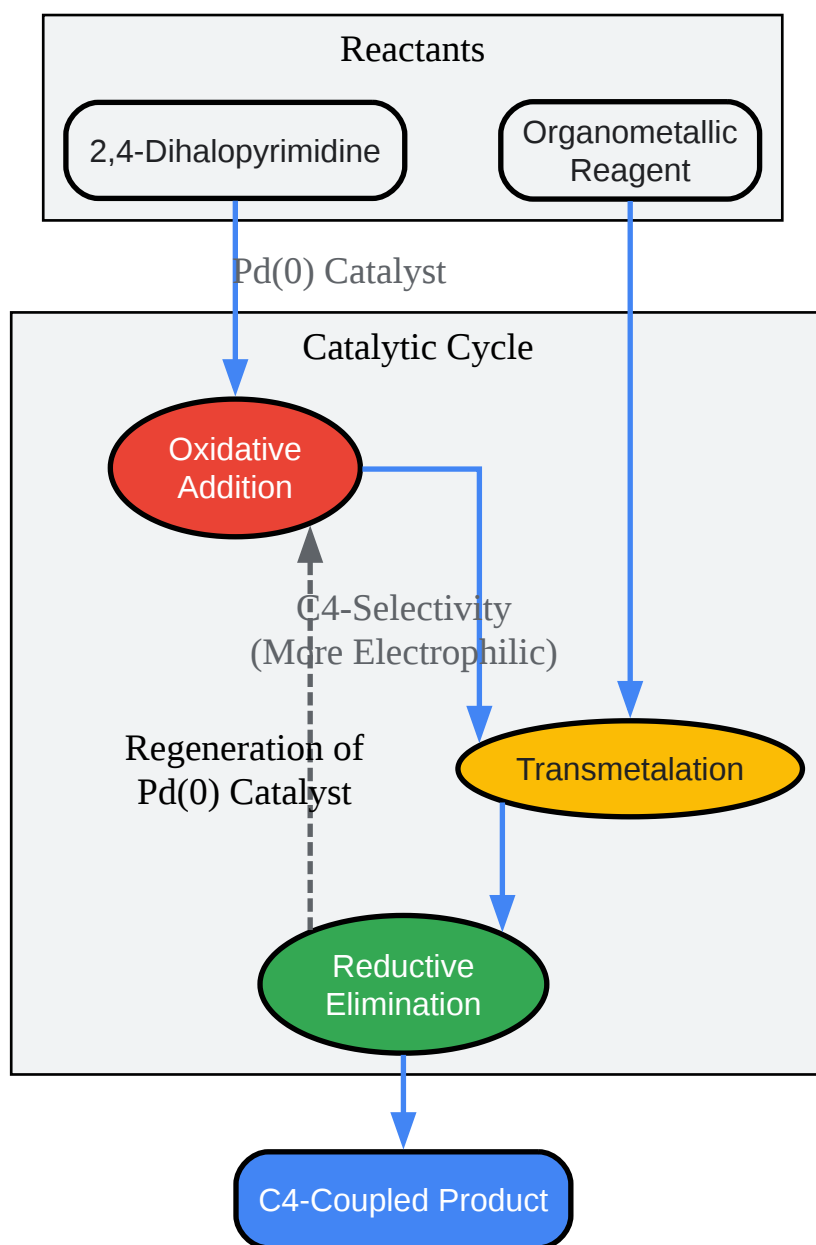 Reactants
2,4-Dihalopyrimidine
Organometallic
Reagent
Pd(0) Catalyst
Catalytic Cycle
Oxidative
Addition
C4-Selectivity
(More Electrophilic)
Regeneration of
Pd(0) Catalyst
Transmetalation
Reductive
Elimination
C4-Coupled Product